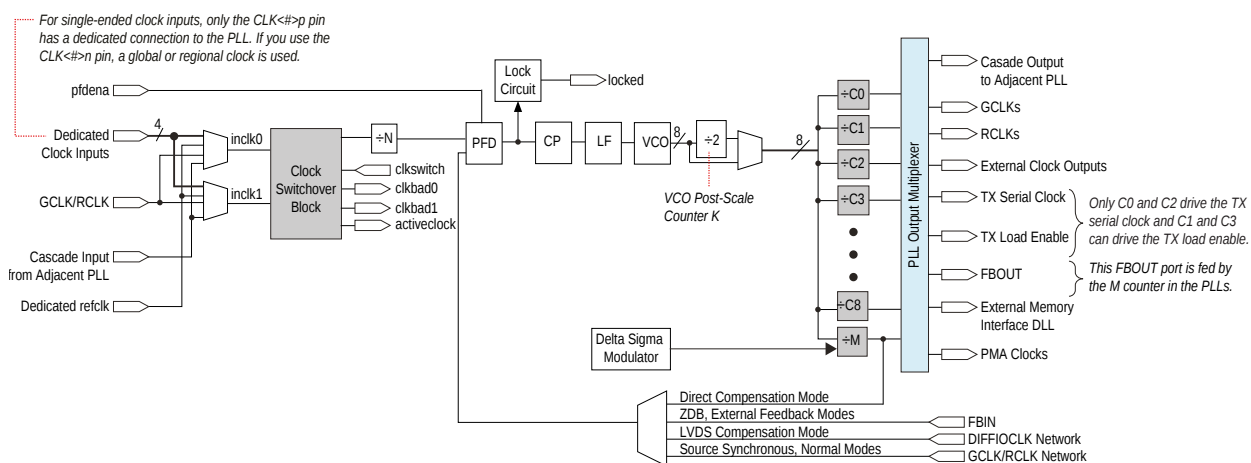 For single-ended clock inputs, only the CLK<#>p pin
has a dedicated connection to the PLL. If you use the
CLK<#>n pin, a global or regional clock is used.
pfdena
Dedicated
Clock Inputs
4
GCLK/RCLK
Cascade Input
from Adjacent PLL
Dedicated refclk
inclk0
inclk1
Clock
Switchover
Block
÷N
clkswitch
clkbad0
clkbad1
activeclock
PFD
Lock
Circuit
locked
CP
LF
VCO
8
÷2
VCO Post-Scale
Counter K
8
÷C0
÷C1
÷C2
÷C3
÷C8
÷M
Delta Sigma
Modulator
PLL Output Multiplexer
Casade Output
to Adjacent PLL
GCLKs
RCLKs
External Clock Outputs
TX Serial Clock
TX Load Enable
FBOUT
External Memory
Interface DLL
PMA Clocks
Only C0 and C2 drive the TX
serial clock and C1 and C3
can drive the TX load enable.
This FBOUT port is fed by
the M counter in the PLLs.
Direct Compensation Mode
ZDB, External Feedback Modes
LVDS Compensation Mode
Source Synchronous, Normal Modes
FBIN
DIFFIOCLK Network
GCLK/RCLK Network